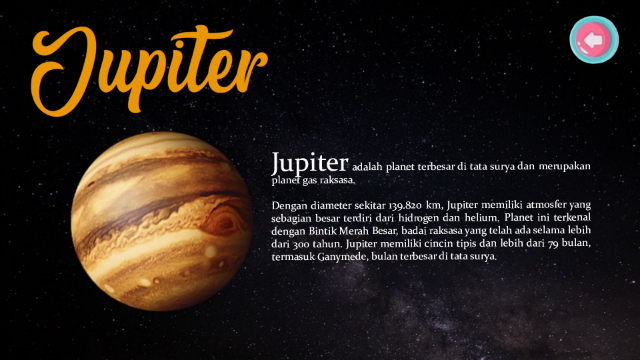 Jupiter
Jupiter adalah planet terbesar di tata surya dan merupakan
planet gas raksasa.
Dengan diameter sekitar 139.820 km, Jupiter memiliki atmosfer yang
sebagian besar terdiri dari hidrogen dan helium. Planet ini terkenal
dengan Bintik Merah Besar, badai raksasa yang telah ada selama lebih
dari 300 tahun. Jupiter memiliki cincin tipis dan lebih dari 79 bulan,
termasuk Ganymede, bulan terbesar di tata surya.